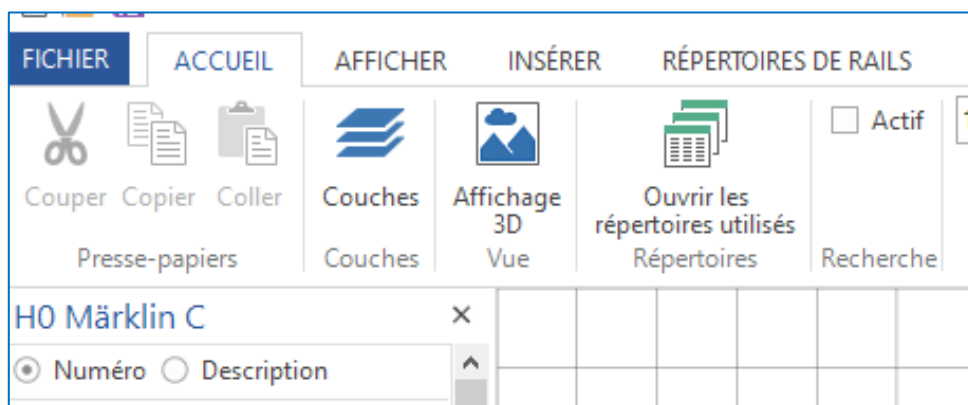 FICHIER ACCUEIL AFFICHER INSÉRER RÉPERTOIRES DE RAILS
Couper Copier Coller
Presse-papiers
Couches
Couches
Affichage
3D
Vue
Ouvrir les
répertoires utilisés
Répertoires
Actif
Recherche
H0 Märklin C
Numéro Description